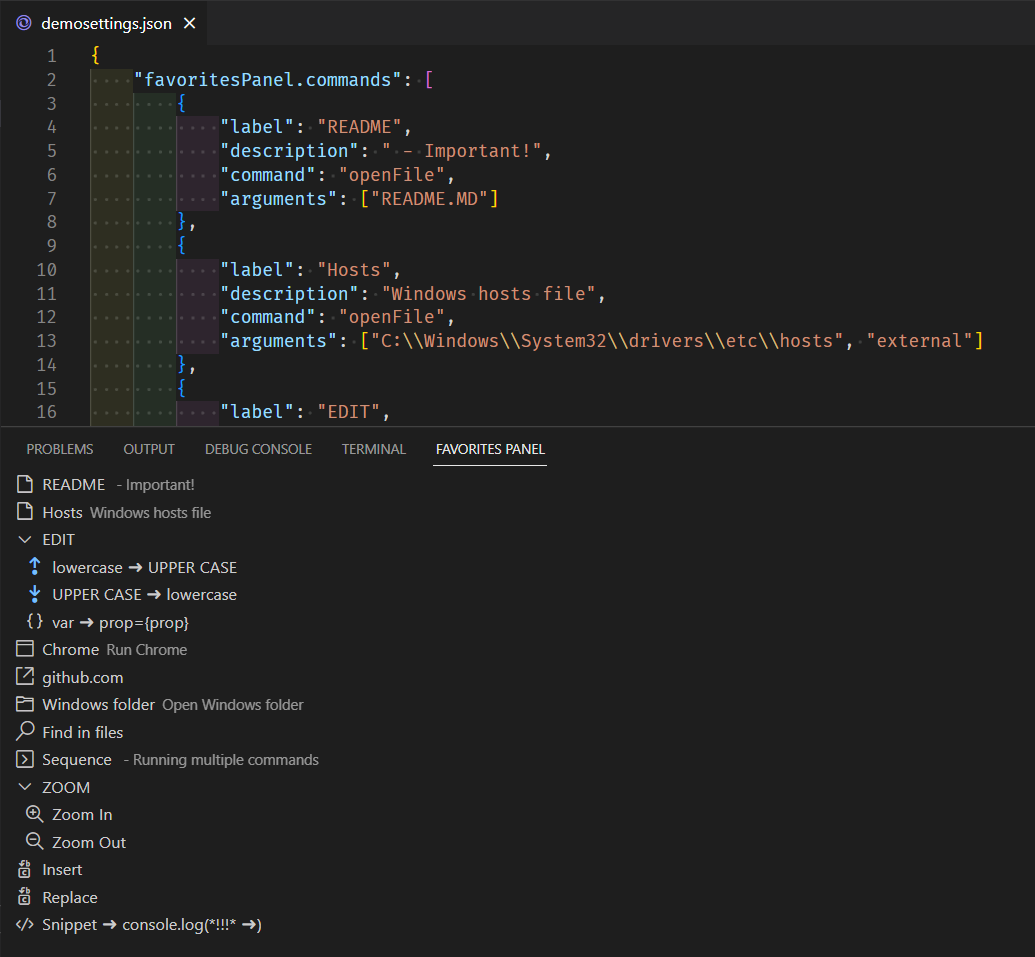 demosettings.json
1 {
2 "favoritesPanel.commands": [
3 {
4 "label": "README",
5 "description": " - Important!",
6 "command": "openFile",
7 "arguments": ["README.MD"]
8 },
9 {
10 "label": "Hosts",
11 "description": "Windows hosts file",
12 "command": "openFile",
13 "arguments": ["C:\\Windows\\System32\\drivers\\etc\\hosts", "external"]
14 },
15 {
16 "label": "EDIT",
PROBLEMS OUTPUT DEBUG CONSOLE TERMINAL FAVORITES PANEL
README - Important!
Hosts Windows hosts file
EDIT
lowercase ➜ UPPER CASE
UPPER CASE ➜ lowercase
{} var ➜ prop={prop}
Chrome Run Chrome
github.com
Windows folder Open Windows folder
Find in files
Sequence - Running multiple commands
ZOOM
Zoom In
Zoom Out
Insert
Replace
Snippet ➜ console.log(*!!!* ➜)